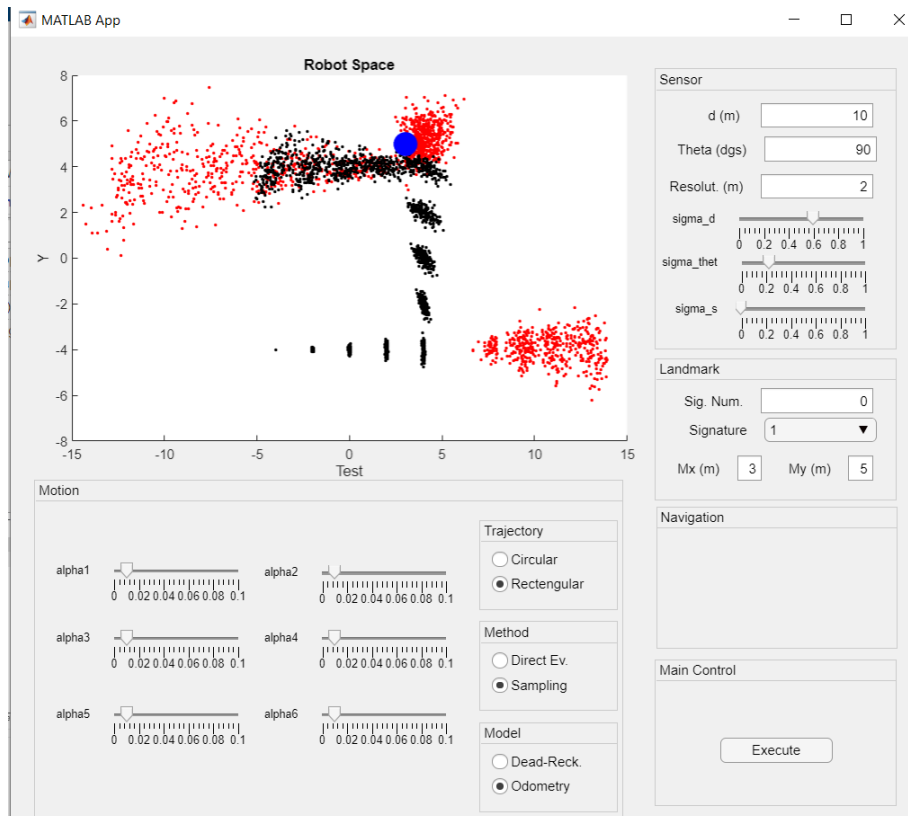 MATLAB App
Robot Space
8
6
4
2
0
-2
-4
-6
-8
Y
-15 -10 -5 0 5 10 15
Test
Sensor
d (m) 10
Theta (dgs) 90
Resolut. (m) 2
sigma_d
0 0.2 0.4 0.6 0.8 1
sigma_thet
0 0.2 0.4 0.6 0.8 1
sigma_s
0 0.2 0.4 0.6 0.8 1
Landmark
Sig. Num. 0
Signature 1
Mx (m) 3 My (m) 5
Motion
alpha1
0 0.02 0.04 0.06 0.08 0.1
alpha2
0 0.02 0.04 0.06 0.08 0.1
alpha3
0 0.02 0.04 0.06 0.08 0.1
alpha4
0 0.02 0.04 0.06 0.08 0.1
alpha5
0 0.02 0.04 0.06 0.08 0.1
alpha6
0 0.02 0.04 0.06 0.08 0.1
Trajectory
Circular
Rectengular
Method
Direct Ev.
Sampling
Model
Dead-Reck.
Odometry
Navigation
Main Control
Execute